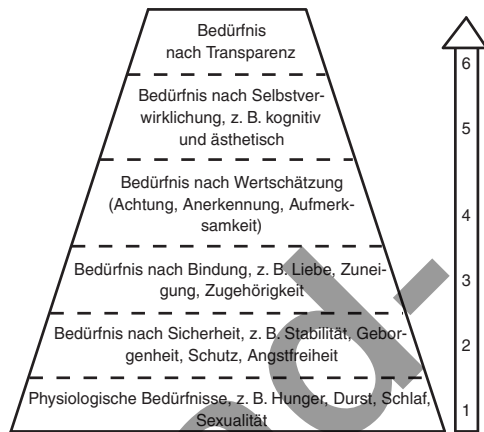 Bedürfnis
nach Transparenz
6
Bedürfnis nach Selbstver-
wirklichung, z. B. kognitiv
und ästhetisch
5
Bedürfnis nach Wertschätzung
(Achtung, Anerkennung, Aufmerk-
samkeit)
4
Bedürfnis nach Bindung, z. B. Liebe, Zunei-
gung, Zugehörigkeit
3
Bedürfnis nach Sicherheit, z. B. Stabilität, Gebor-
genheit, Schutz, Angstfreiheit
2
Physiologische Bedürfnisse, z. B. Hunger, Durst, Schlaf,
Sexualität
1